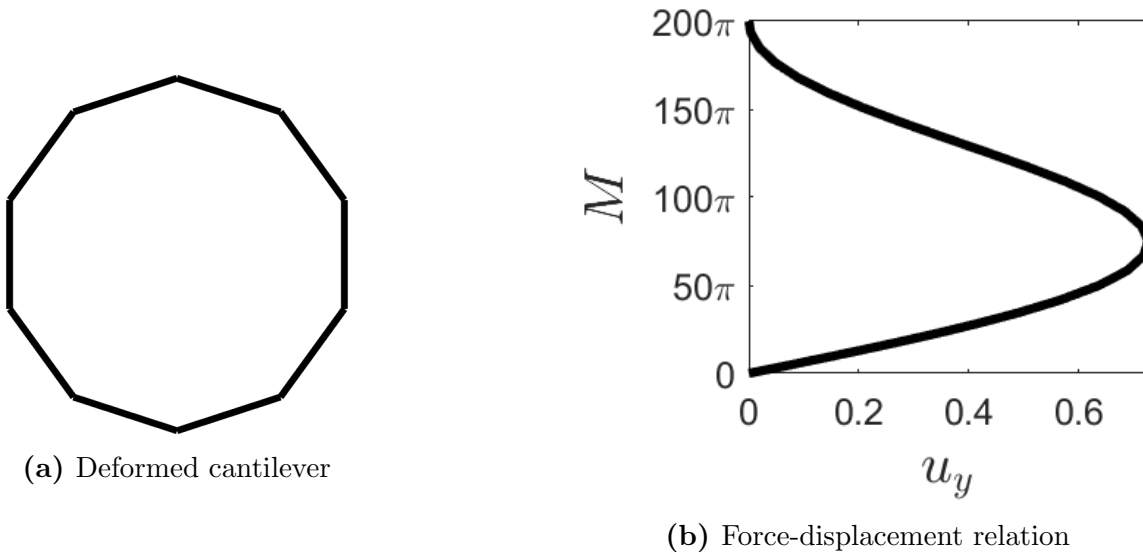 200π
150π
100π
50π
0
M
0
0.2
0.4
0.6
u_y
(a) Deformed cantilever
(b) Force-displacement relation